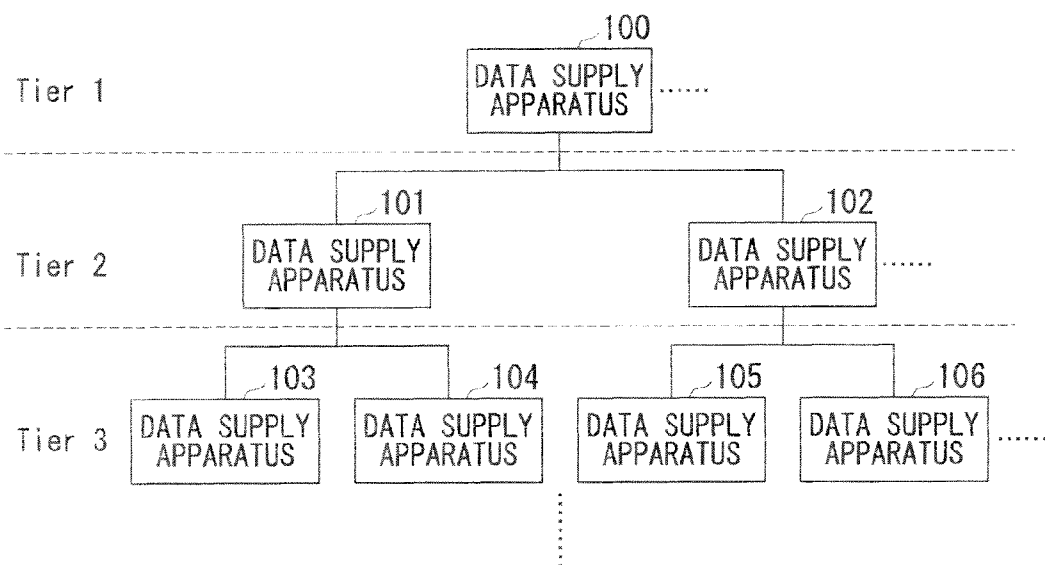 100
Tier 1
DATA SUPPLY
APPARATUS
101
102
Tier 2
DATA SUPPLY
APPARATUS
DATA SUPPLY
APPARATUS
103
104
105
106
Tier 3
DATA SUPPLY
APPARATUS
DATA SUPPLY
APPARATUS
DATA SUPPLY
APPARATUS
DATA SUPPLY
APPARATUS